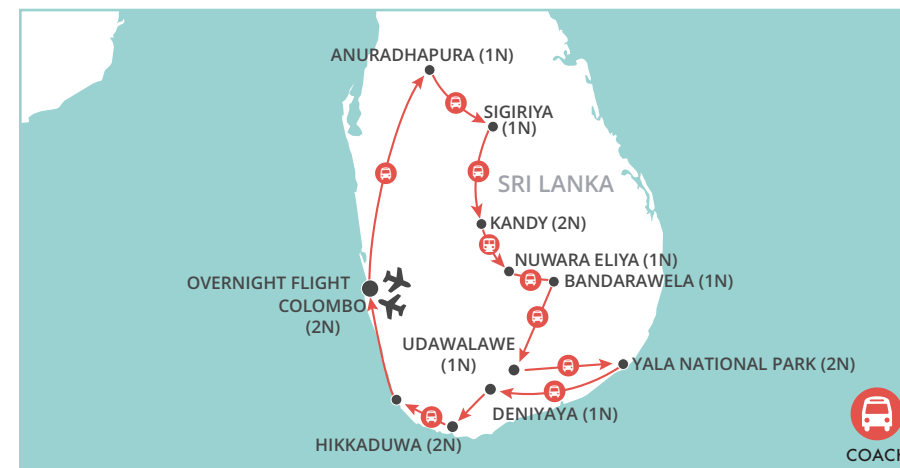 ANURADHAPURA (1N)
SIGIRIYA
(1N)
SRI LANKA
KANDY (2N)
NUWARA ELIYA (1N)
BANDARAWELA (1N)
OVERNIGHT FLIGHT
COLOMBO
(2N)
UDAWALAWE
(1N)
YALA NATIONAL PARK (2N)
DENIYAYA (1N)
HIKKADUWA (2N)
COACH